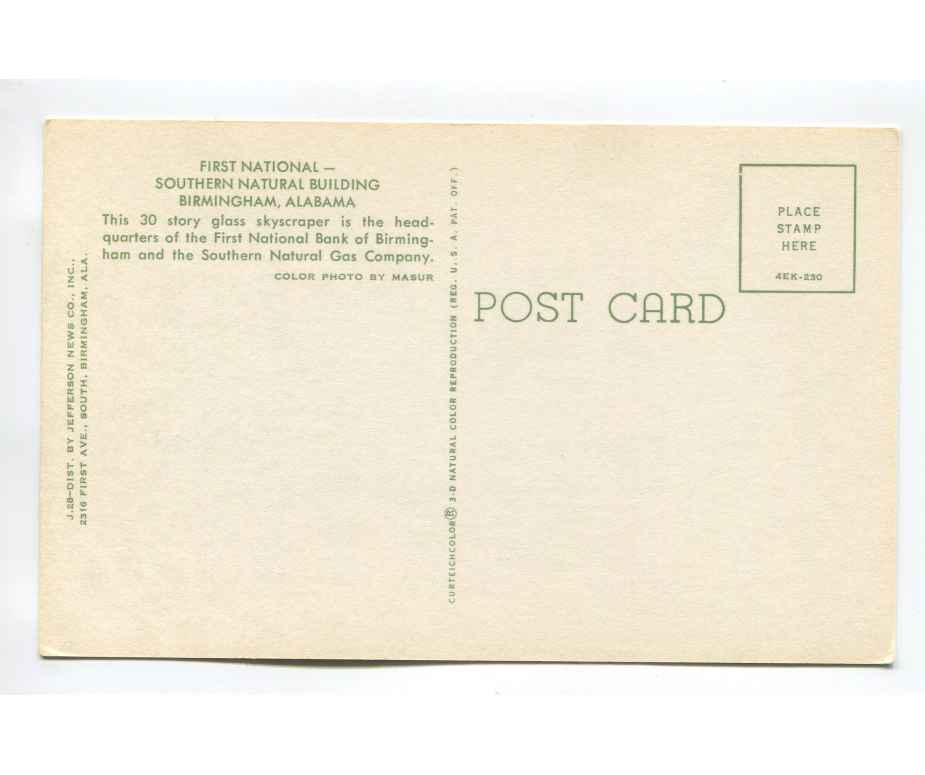 FIRST NATIONAL —
SOUTHERN NATURAL BUILDING
BIRMINGHAM, ALABAMA
This 30 story glass skyscraper is the head-
quarters of the First National Bank of Birming-
ham and the Southern Natural Gas Company.
COLOR PHOTO BY MASUR
J.28—DIST. BY JEFFERSON NEWS CO., INC.,
2316 FIRST AVE., SOUTH, BIRMINGHAM, ALA.
CURTEICHCOLOR® 3-D NATURAL COLOR REPRODUCTION (REG. U. S. A. PAT. OFF.)
POST CARD
PLACE
STAMP
HERE
4EK-230